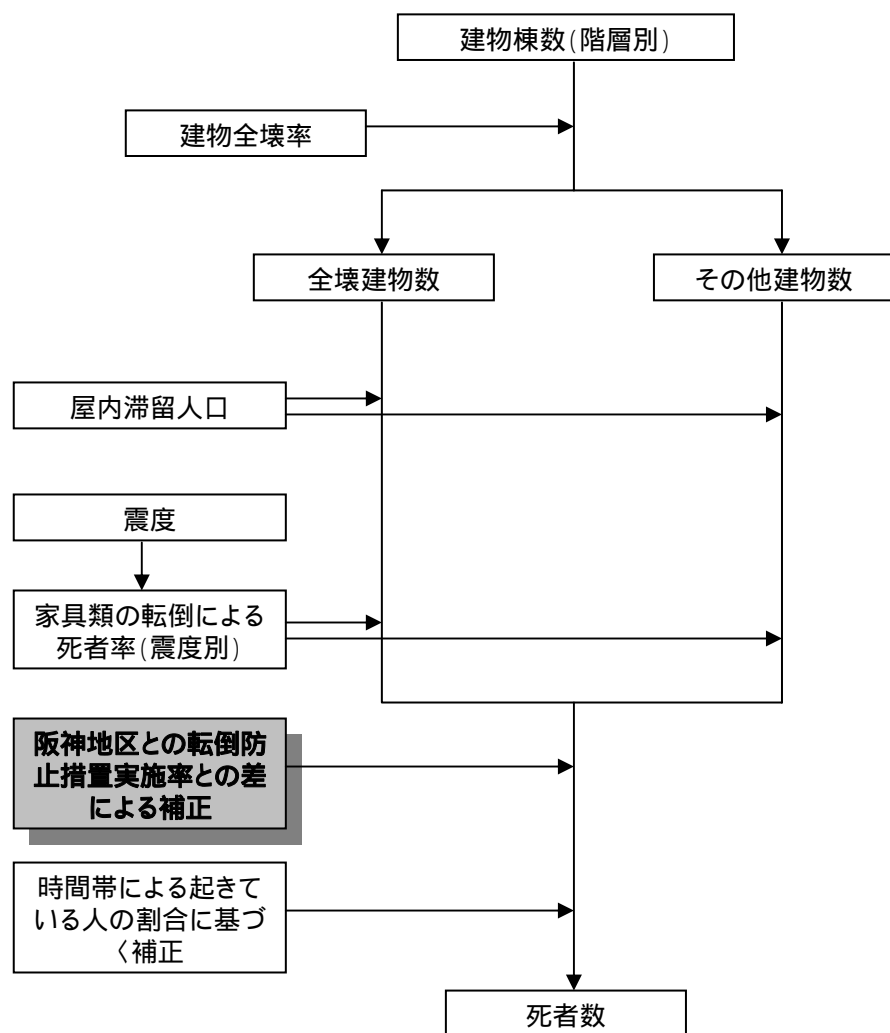 建物棟数(階層別)
建物全壊率
全壊建物数
その他建物数
屋内滞留人口
震度
家具類の転倒による
死者率(震度別)
阪神地区との転倒防
止措置実施率との差
による補正
時間帯による起きて
いる人の割合に基づ
く補正
死者数